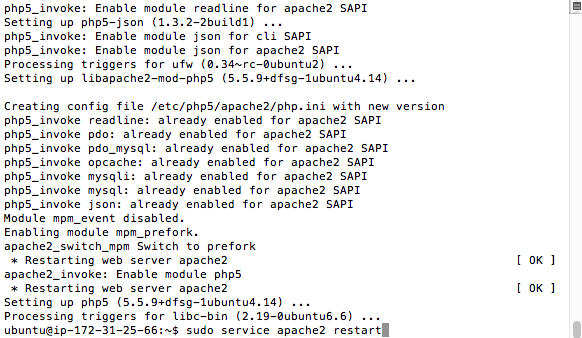 php5_invoke: Enable module readline for apache2 SAPI
Setting up php5-json (1.3.2-2build1) ...
php5_invoke: Enable module json for cli SAPI
php5_invoke: Enable module json for apache2 SAPI
Processing triggers for ufw (0.34~rc-0ubuntu2) ...
Setting up libapache2-mod-php5 (5.5.9+dfsg-1ubuntu4.14) ...

Creating config file /etc/php5/apache2/php.ini with new version
php5_invoke readline: already enabled for apache2 SAPI
php5_invoke pdo: already enabled for apache2 SAPI
php5_invoke pdo_mysql: already enabled for apache2 SAPI
php5_invoke opcache: already enabled for apache2 SAPI
php5_invoke mysqli: already enabled for apache2 SAPI
php5_invoke mysql: already enabled for apache2 SAPI
php5_invoke json: already enabled for apache2 SAPI
Module mpm_event disabled.
Enabling module mpm_prefork.
apache2_switch_mpm Switch to prefork
 * Restarting web server apache2 [ OK ]
apache2_invoke: Enable module php5
 * Restarting web server apache2 [ OK ]
Setting up php5 (5.5.9+dfsg-1ubuntu4.14) ...
Processing triggers for libc-bin (2.19-0ubuntu6.6) ...
ubuntu@ip-172-31-25-66:~$ sudo service apache2 restart